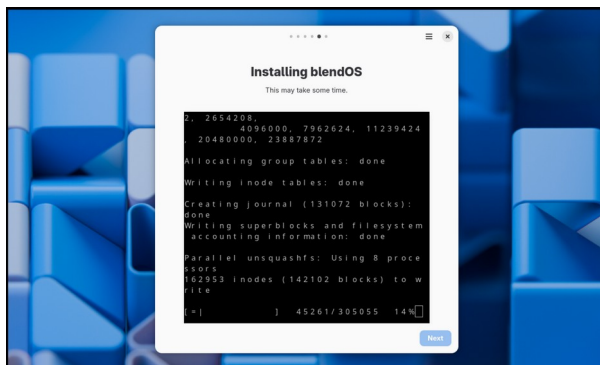 Installing blendOS
This may take some time.
2, 2654208,
4096000, 7962624, 11239424
, 20480000, 23887872
Allocating group tables: done
Writing inode tables: done
Creating journal (131072 blocks):
done
Writing superblocks and filesystem
accounting information: done
Parallel unsquashfs: Using 8 proce
ssors
162953 inodes (142102 blocks) to w
rite
[=| ] 45261/305055 14%
Next